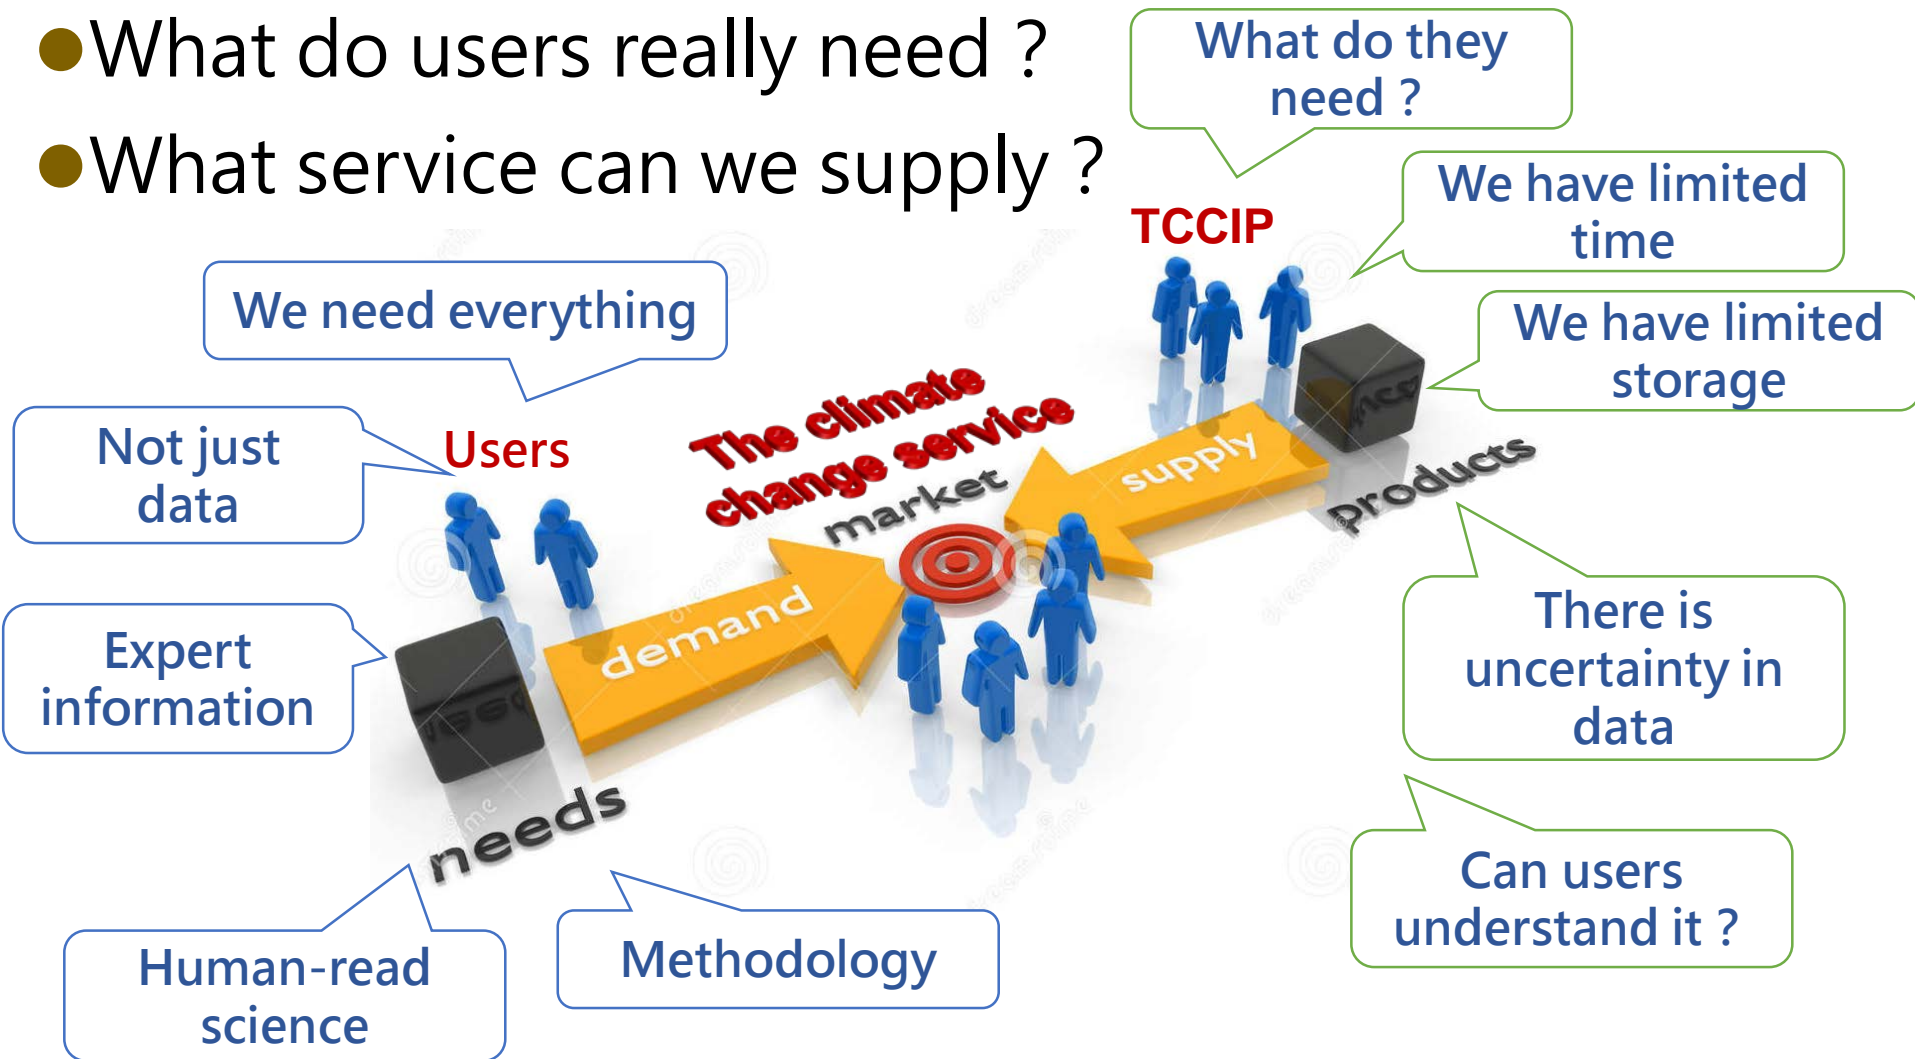 ●What do users really need？
●What service can we supply？
What do they
need？
We have limited
time
TCCIP
We need everything
We have limited
storage
The climate
change service
market
supply
products
Not just
data
Users
demand
Expert
information
needs
There is
uncertainty in
data
Can users
understand it？
Human-read
science
Methodology